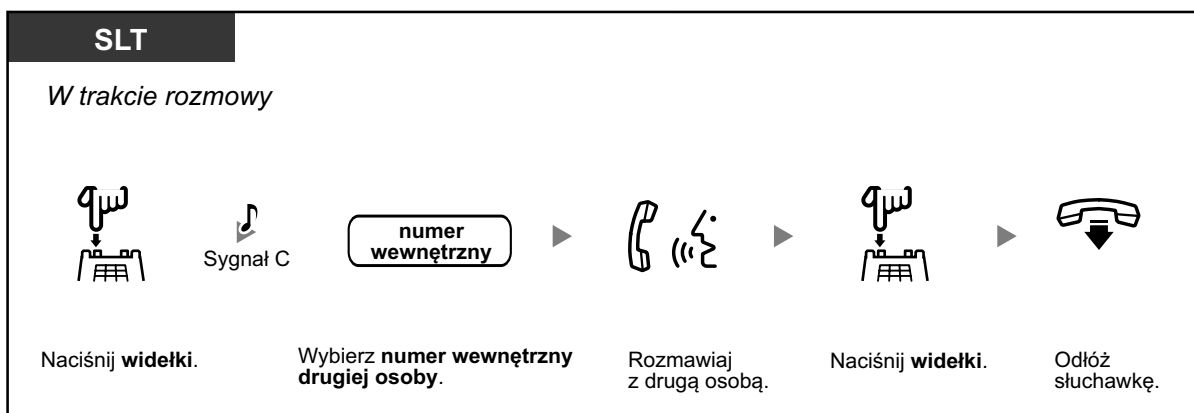 SLT
W trakcie rozmowy
Sygnał C
numer
wewnętrzny
Naciśnij widełki.
Wybierz numer wewnętrzny
drugiej osoby.
Rozmawiaj
z drugą osobą.
Naciśnij widełki.
Odłóż
słuchawkę.